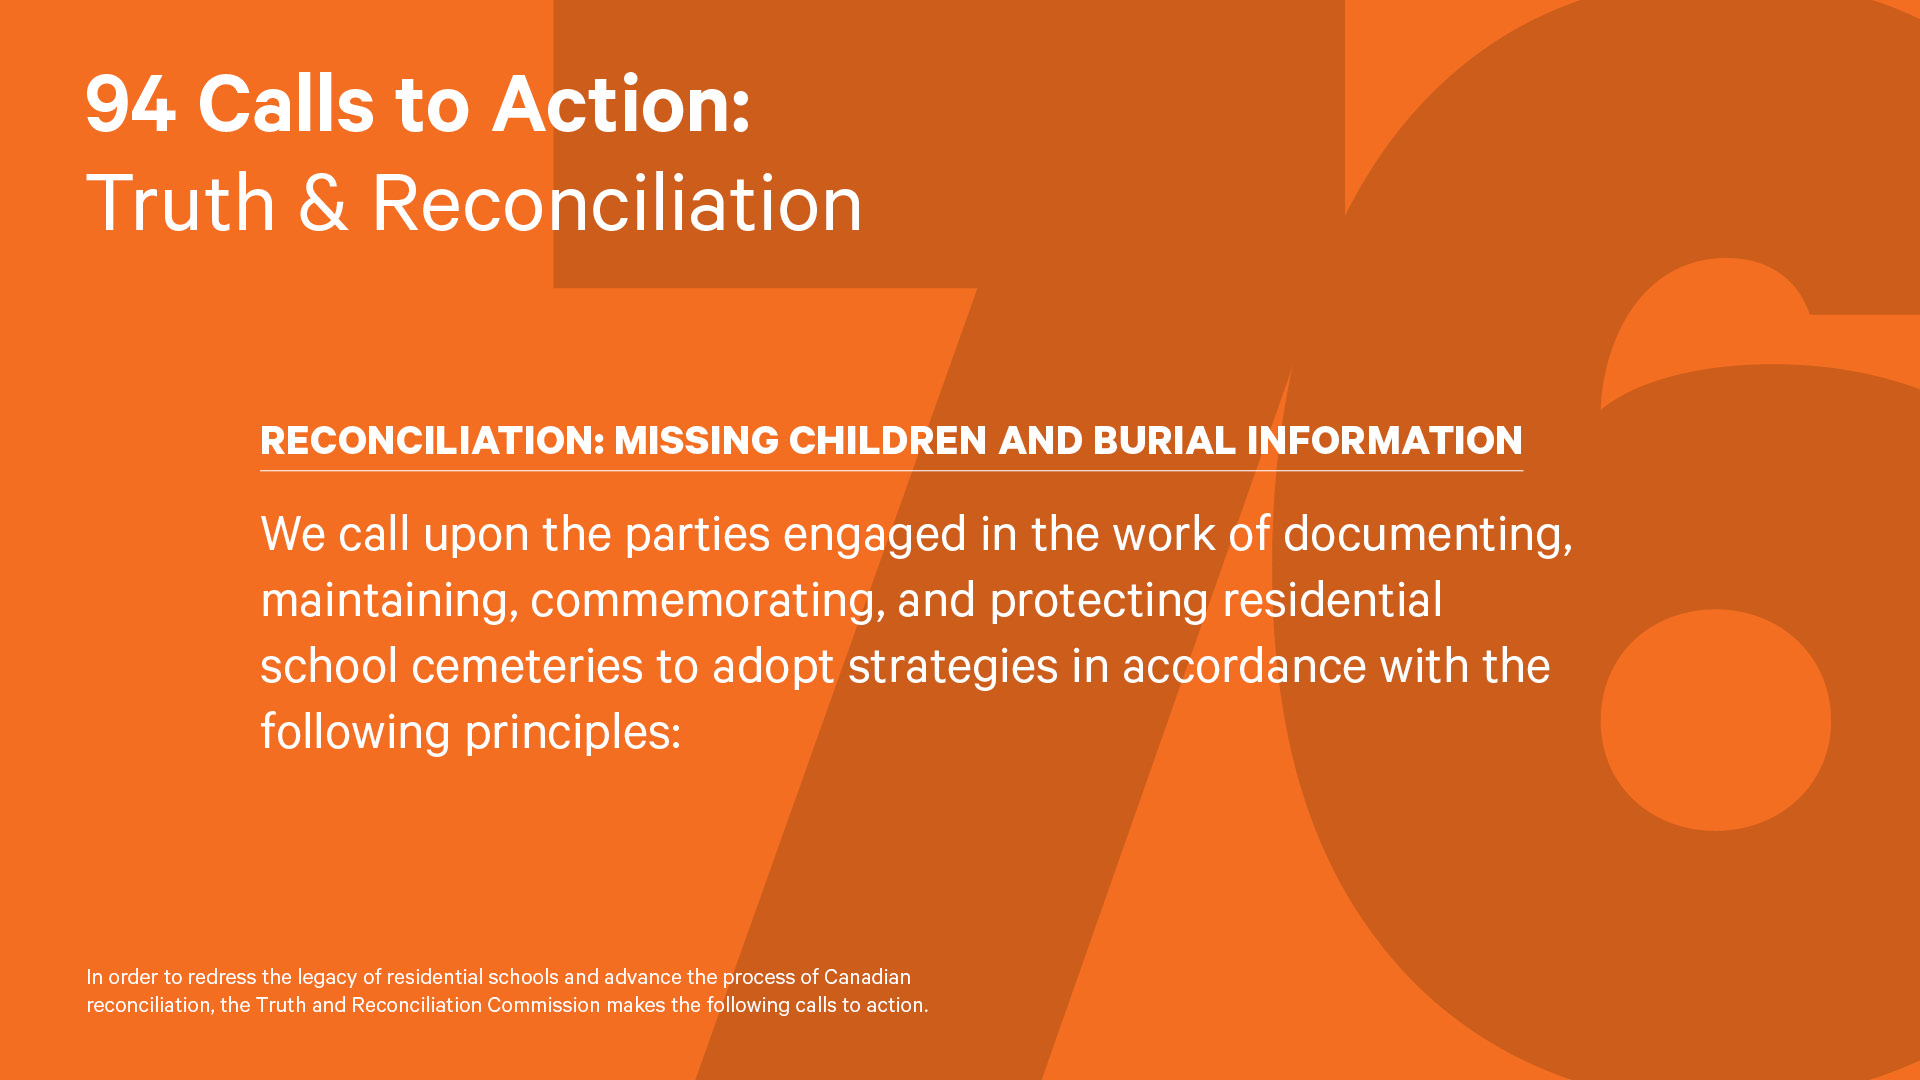 94 Calls to Action:
Truth & Reconciliation
76
RECONCILIATION: MISSING CHILDREN AND BURIAL INFORMATION
We call upon the parties engaged in the work of documenting,
maintaining, commemorating, and protecting residential
school cemeteries to adopt strategies in accordance with the
following principles:
In order to redress the legacy of residential schools and advance the process of Canadian
reconciliation, the Truth and Reconciliation Commission makes the following calls to action.